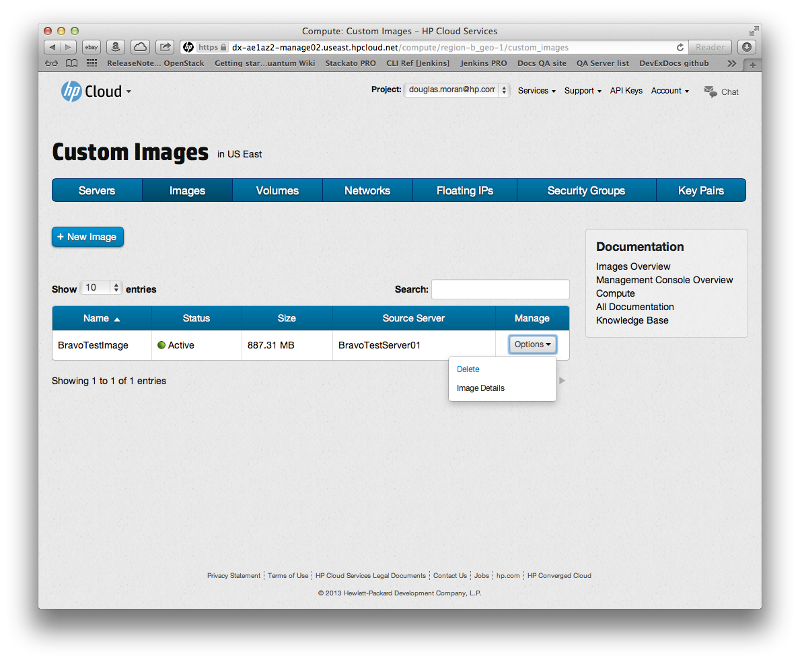 Compute: Custom Images – HP Cloud Services
ebay https dx-ae1az2-manage02.useast.hpcloud.net/compute/region-b_geo-1/custom_images Reader
ReleaseNote... OpenStack Getting star...uantum Wiki Stackato PRO CLI Ref [Jenkins] Jenkins PRO Docs QA site QA Server list DevExDocs github >> +
hp Cloud Project: douglas.moran@hp.com Services Support API Keys Account Chat
Custom Images in US East
Servers Images Volumes Networks Floating IPs Security Groups Key Pairs
+ New Image
Documentation
Images Overview
Management Console Overview
Compute
All Documentation
Knowledge Base
Show 10 entries Search:
Name Status Size Source Server Manage
BravoTestImage Active 887.31 MB BravoTestServer01 Options
Delete
Image Details
Showing 1 to 1 of 1 entries
Privacy Statement | Terms of Use | HP Cloud Services Legal Documents | Contact Us | Jobs | hp.com | HP Converged Cloud
© 2013 Hewlett-Packard Development Company, L.P.